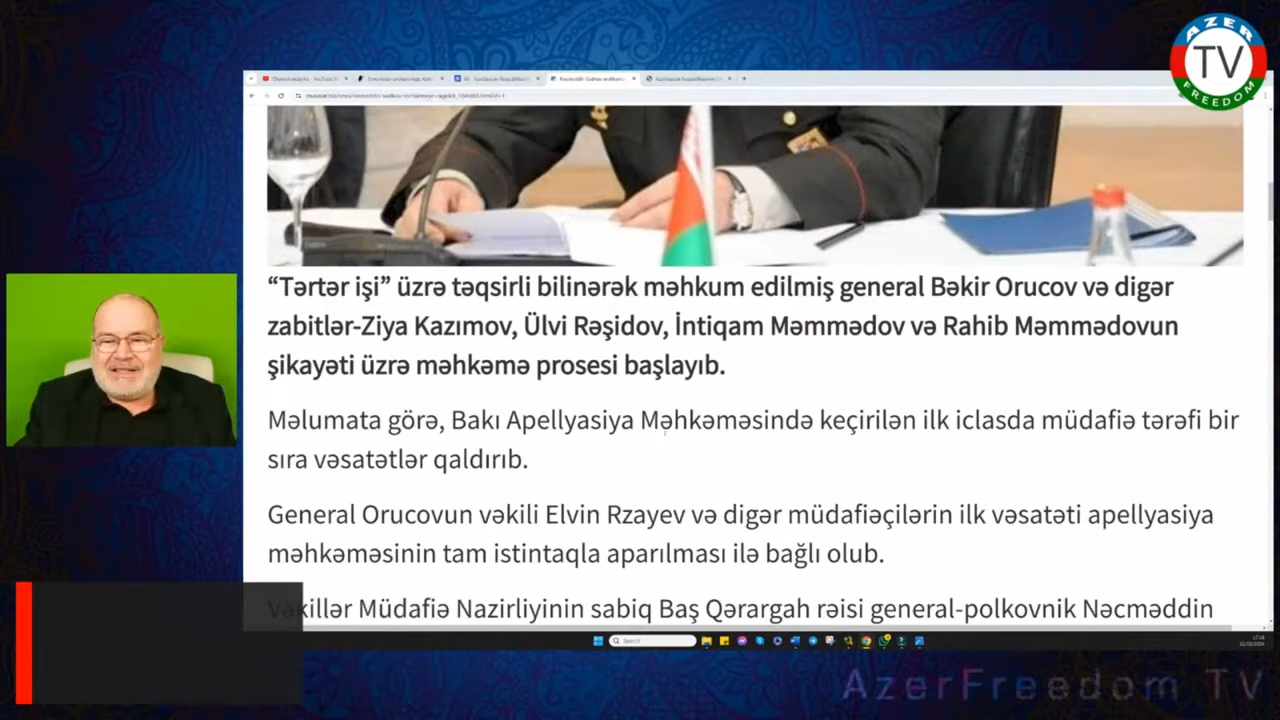 AZER
TV
FREEDOM
“Tərtər işi” üzrə təqsirli bilinərək məhkum edilmiş general Bəkir Orucov və digər
zabitlər-Ziya Kazımov, Ülvi Rəşidov, İntiqam Məmmədov və Rahib Məmmədovun
şikayəti üzrə məhkəmə prosesi başlayıb.
Məlumata görə, Bakı Apellyasiya Məhkəməsində keçirilən ilk iclasda müdafiə tərəfi bir
sıra vəsatətlər qaldırıb.
General Orucovun vəkili Elvin Rzayev və digər müdafiəçilərin ilk vəsatəti apellyasiya
məhkəməsinin tam istintaqla aparılması ilə bağlı olub.
Vəkillər Müdafiə Nazirliyinin sabiq Baş Qərargah rəisi general-polkovnik Nəcməddin
Search
AzerFreedom TV